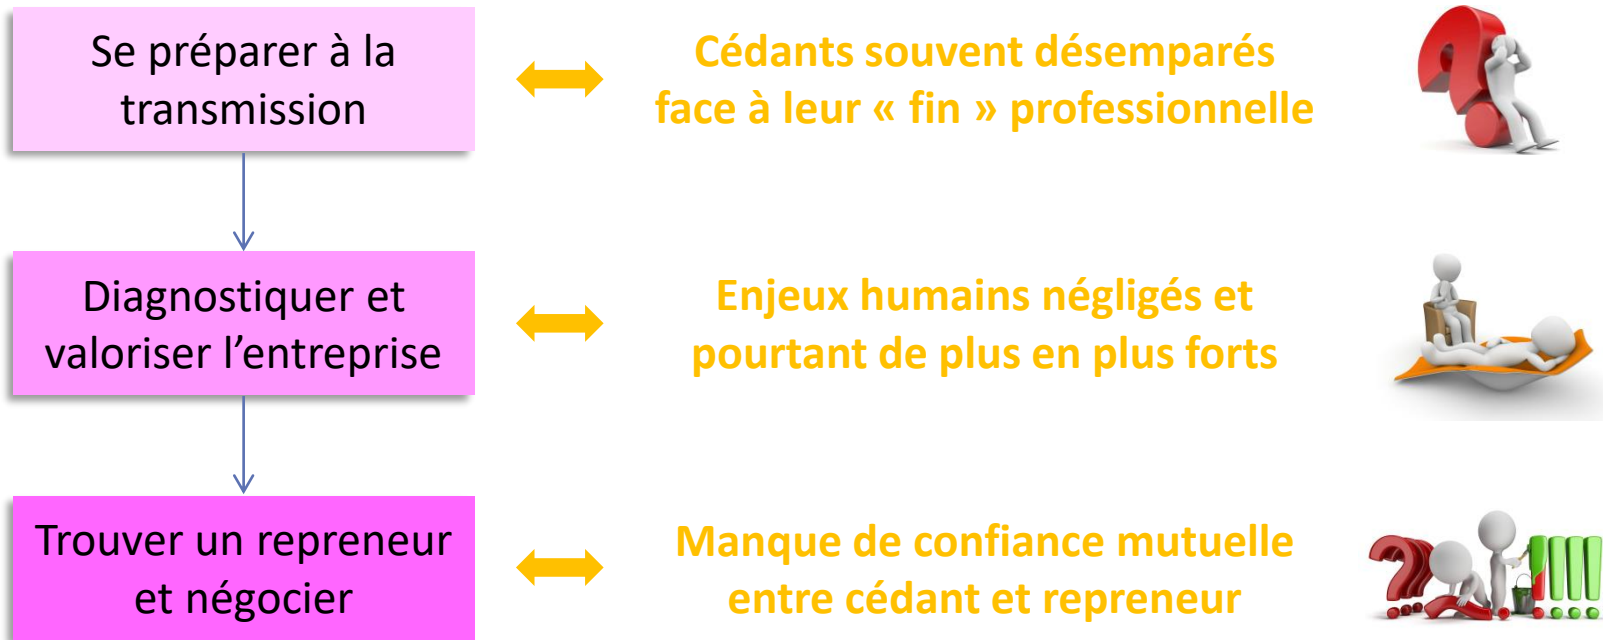 Se préparer à la
transmission
Cédants souvent désemparés
face à leur « fin » professionnelle
Diagnostiquer et
valoriser l’entreprise
Enjeux humains négligés et
pourtant de plus en plus forts
Trouver un repreneur
et négocier
Manque de confiance mutuelle
entre cédant et repreneur